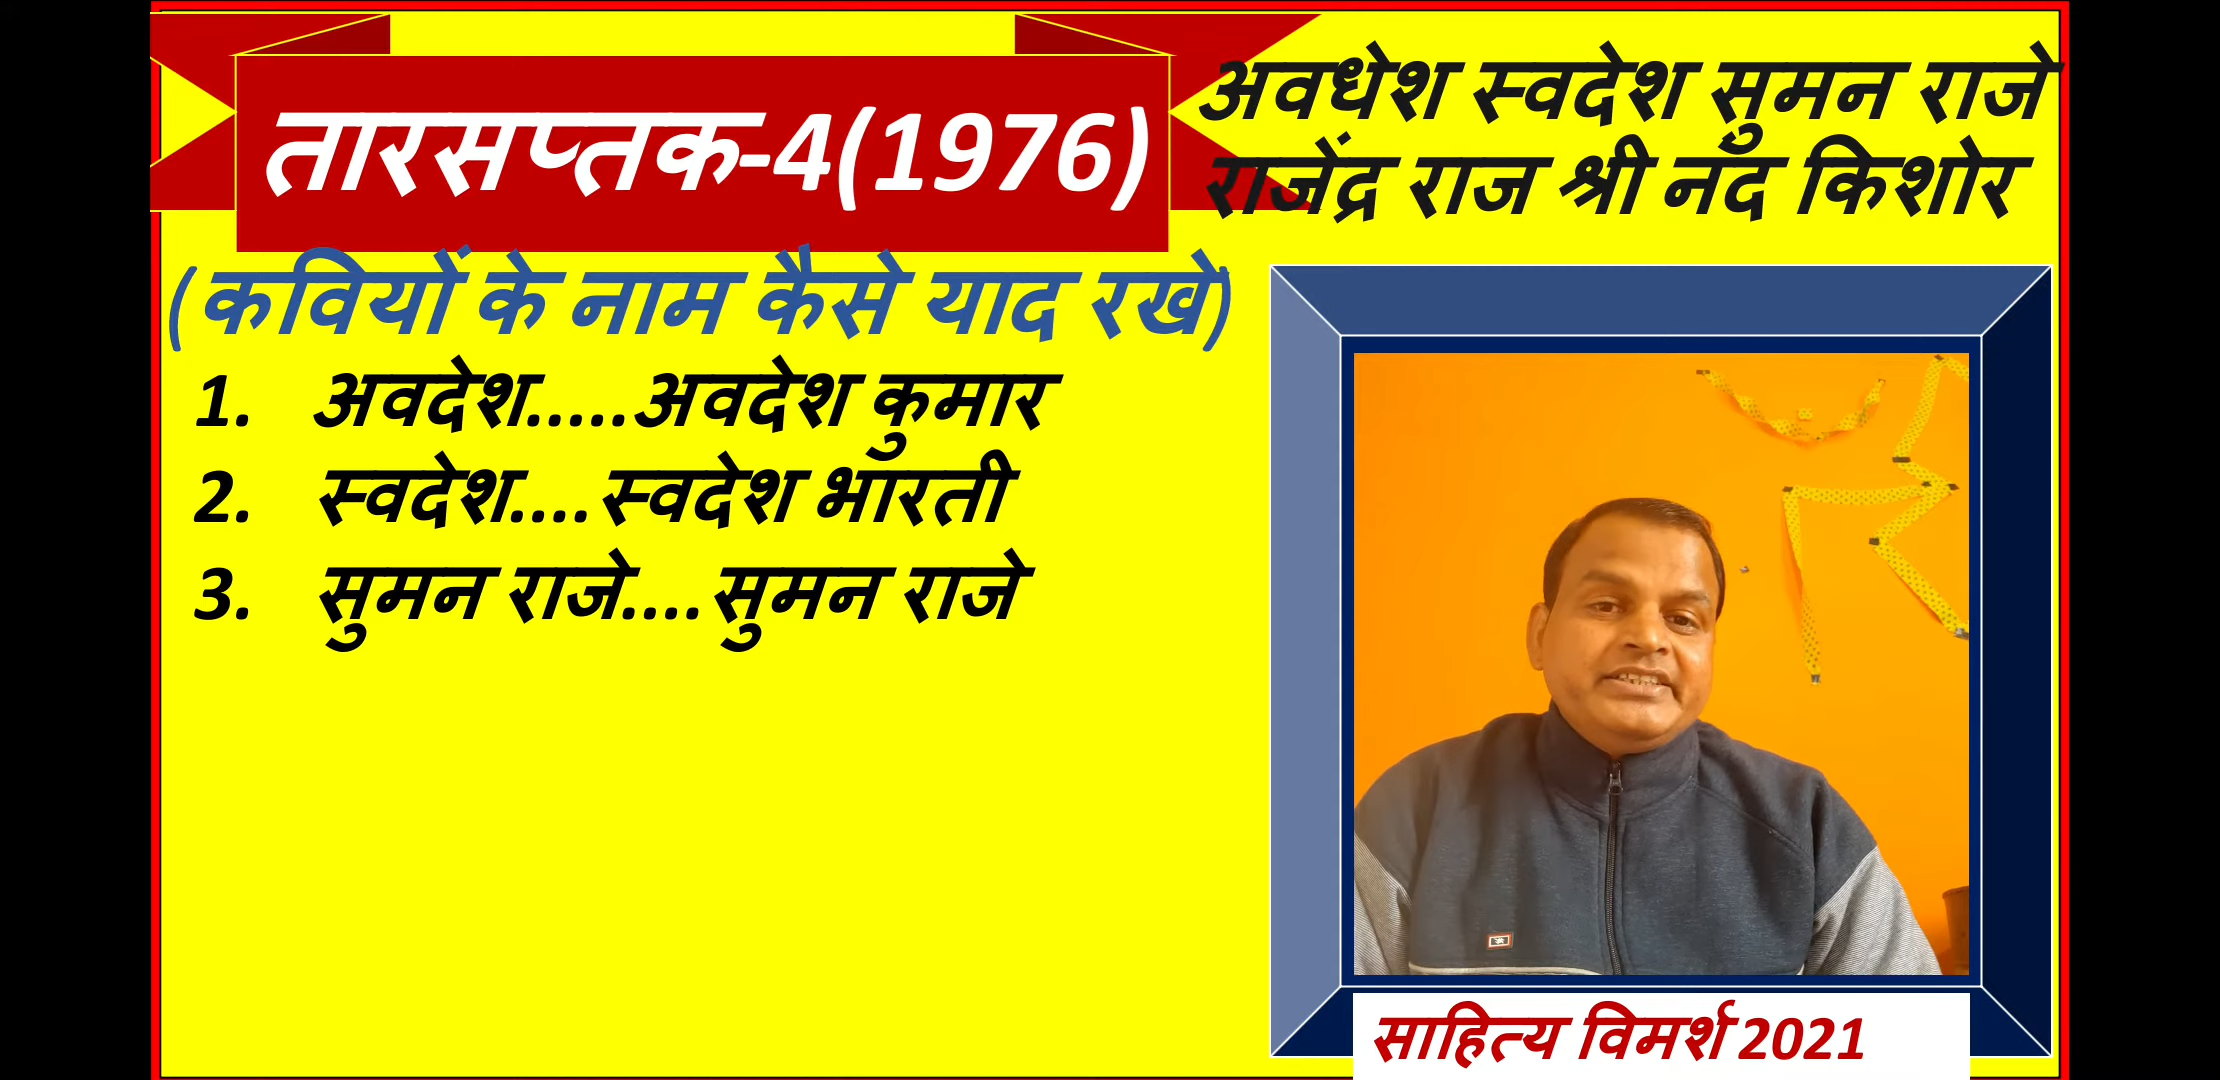 तारसप्तक-4(1976)
अवधेश स्वदेश सुमन राजे
राजेंद्र राज श्री नंद किशोर
(कवियों के नाम कैसे याद रखे)
1. अवदेश.....अवदेश कुमार
2. स्वदेश....स्वदेश भारती
3. सुमन राजे....सुमन राजे
साहित्य विमर्श 2021